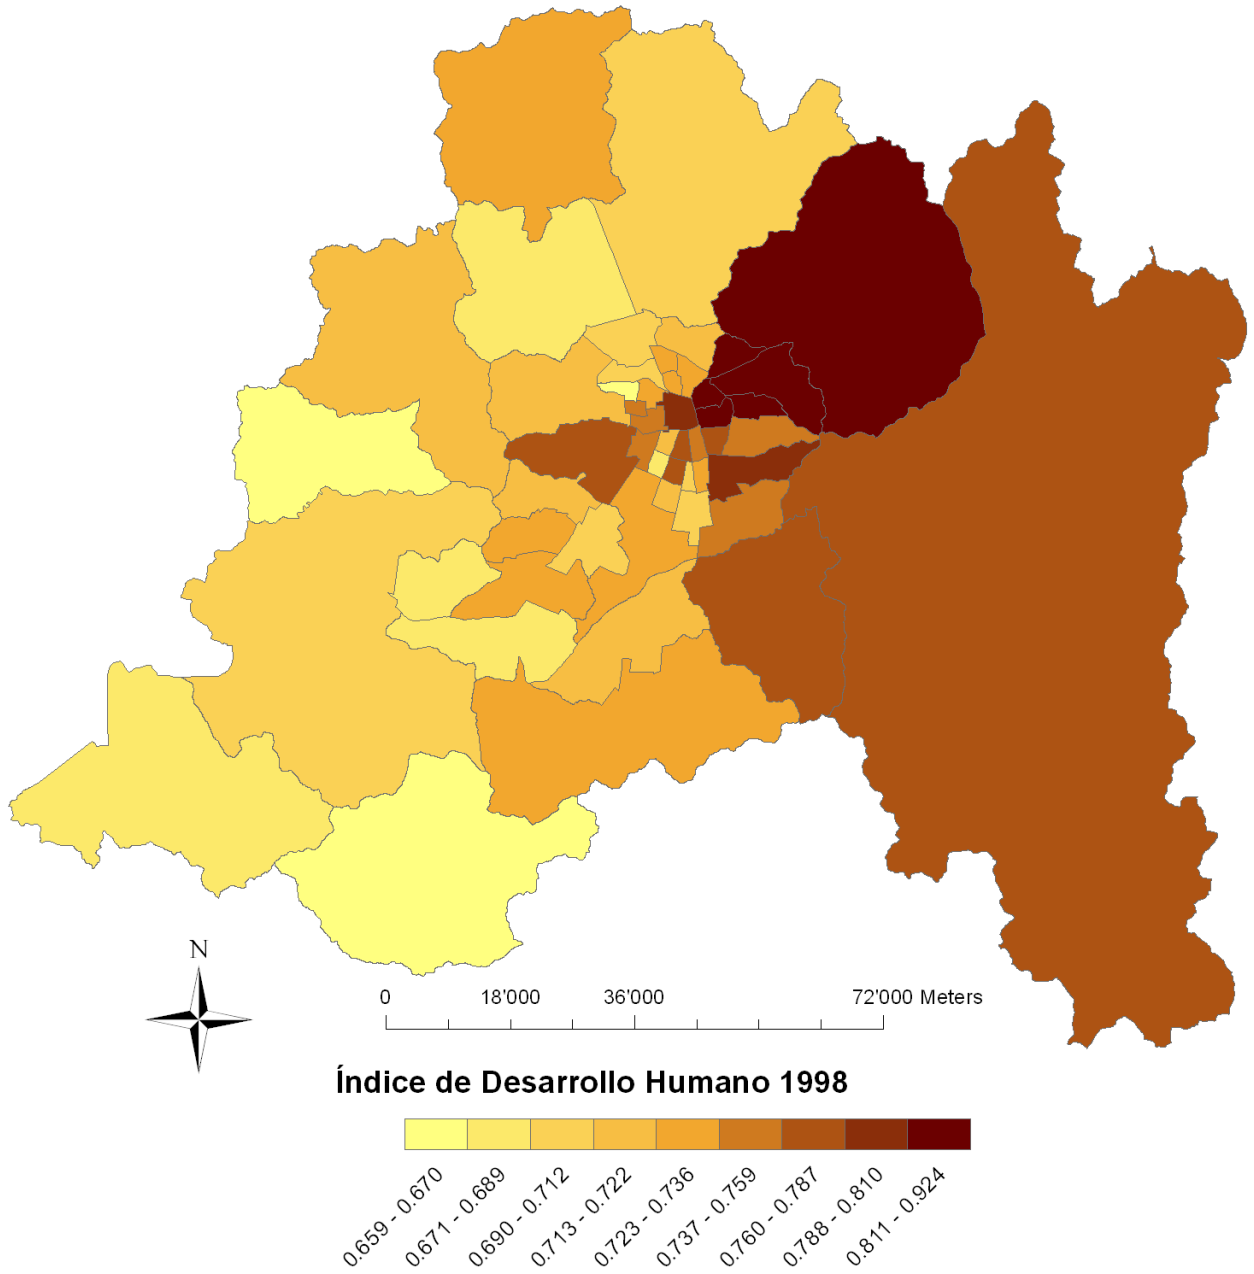 N
0 18'000 36'000 72'000 Meters
Índice de Desarrollo Humano 1998
0.659 - 0.670
0.671 - 0.689
0.690 - 0.712
0.713 - 0.722
0.723 - 0.736
0.737 - 0.759
0.760 - 0.787
0.788 - 0.810
0.811 - 0.924